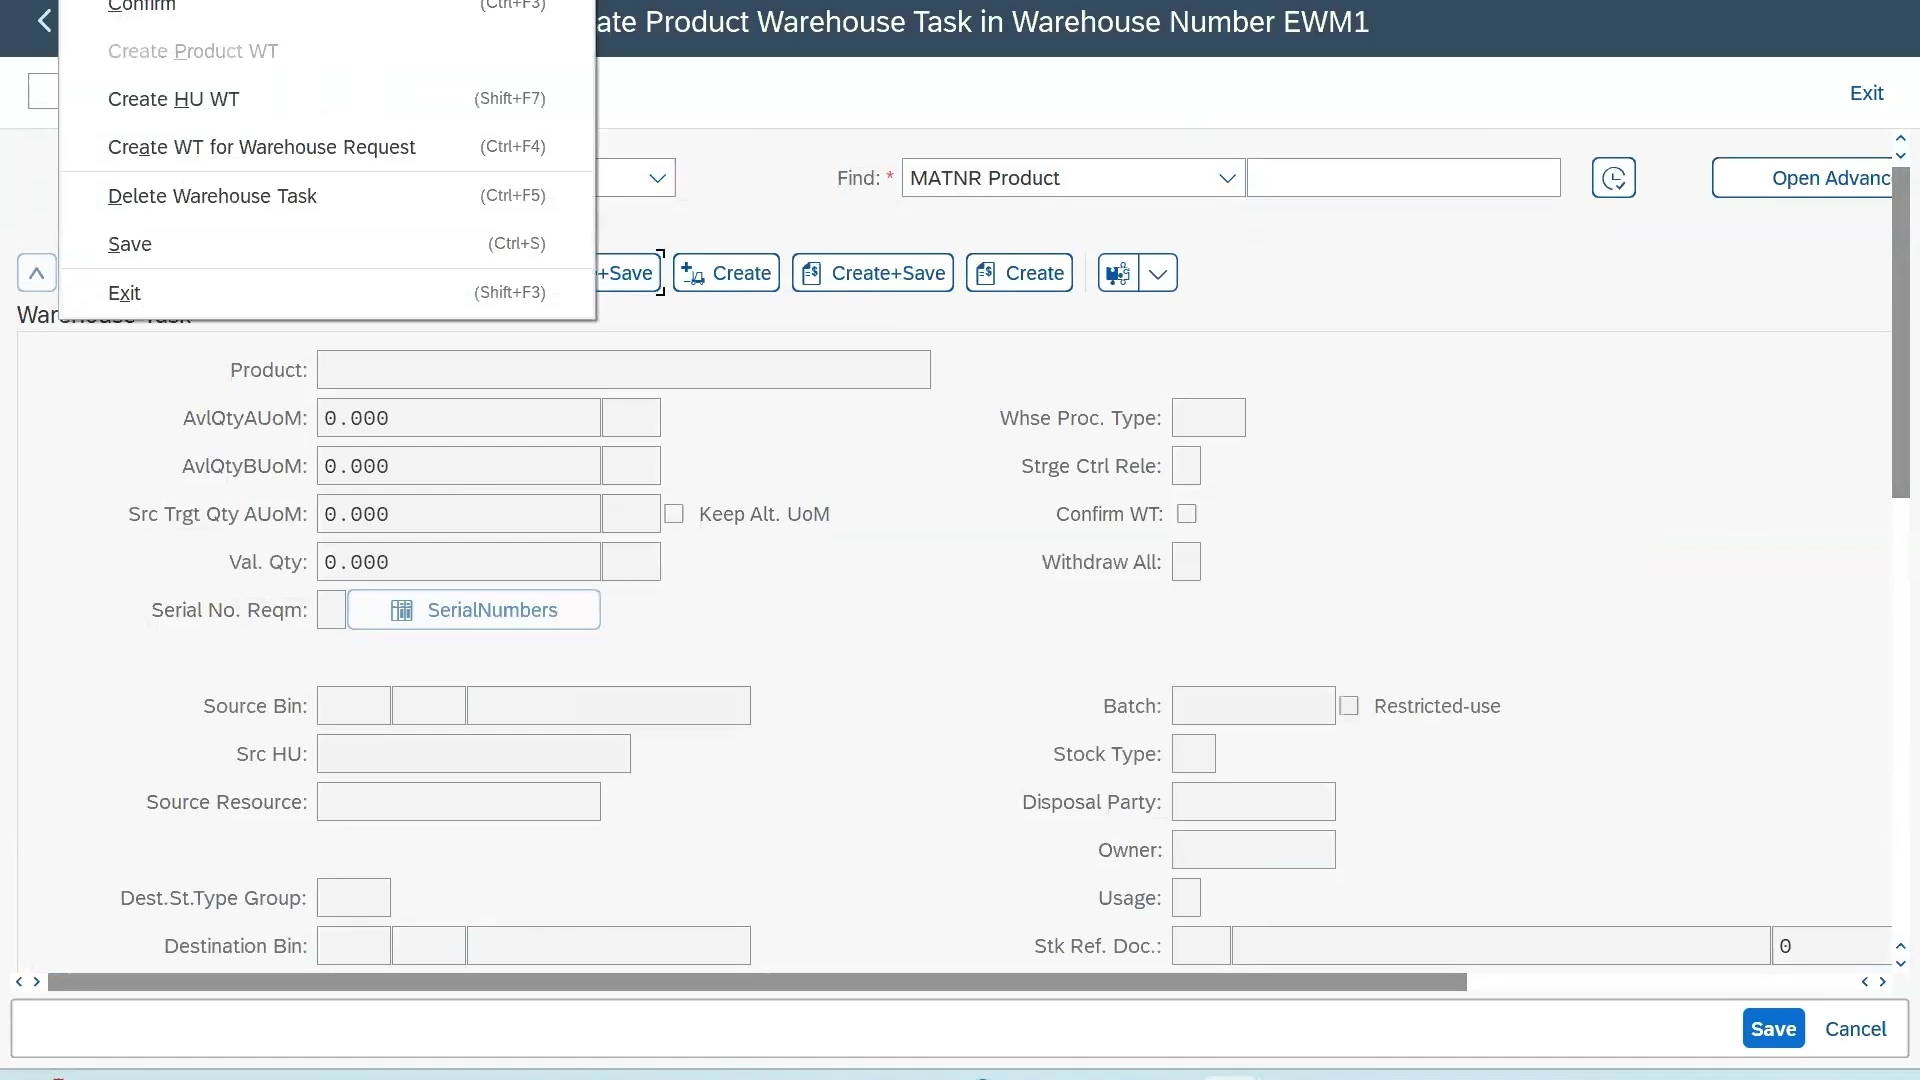 Confirm (Ctrl+F3)
ate Product Warehouse Task in Warehouse Number EWM1
Create Product WT
Create HU WT (Shift+F7)
Exit
Create WT for Warehouse Request (Ctrl+F4)
Find: * MATNR Product
Open Advanc
Delete Warehouse Task (Ctrl+F5)
Save (Ctrl+S)
+Save Create Create+Save Create
Exit (Shift+F3)
Warehouse Task
Product:
AvlQtyAUoM: 0.000 Whse Proc. Type:
AvlQtyBUoM: 0.000 Strge Ctrl Rele:
Src Trgt Qty AUoM: 0.000 Keep Alt. UoM Confirm WT:
Val. Qty: 0.000 Withdraw All:
Serial No. Reqm: SerialNumbers
Source Bin: Batch: Restricted-use
Src HU: Stock Type:
Source Resource: Disposal Party:
Owner:
Dest.St.Type Group: Usage:
Destination Bin: Stk Ref. Doc.: 0
Save Cancel